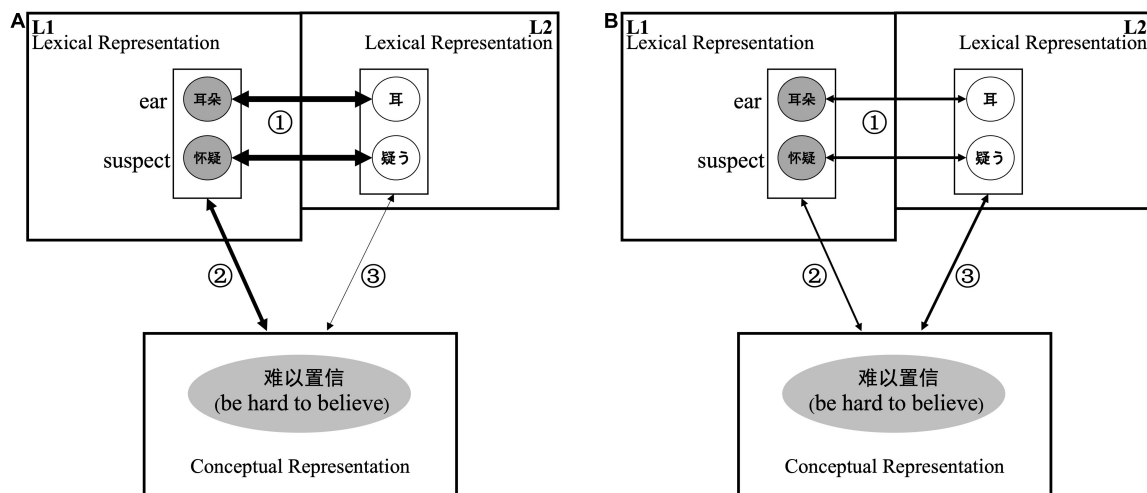 A
L1
L2
Lexical Representation
Lexical Representation
ear
耳朵
耳
①
suspect
怀疑
疑う
②
③
难以置信
(be hard to believe)
Conceptual Representation
B
L1
L2
Lexical Representation
Lexical Representation
ear
耳朵
耳
①
suspect
怀疑
疑う
②
③
难以置信
(be hard to believe)
Conceptual Representation